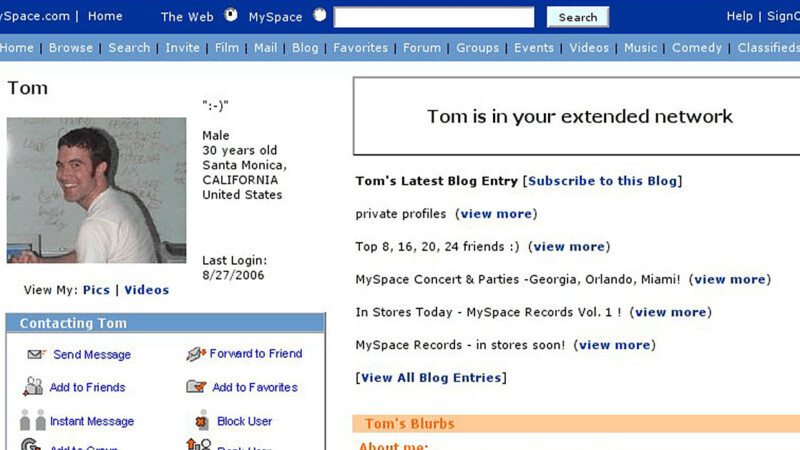 ySpace.com | Home The Web MySpace Search Help | SignO
Home | Browse | Search | Invite | Film | Mail | Blog | Favorites | Forum | Groups | Events | Videos | Music | Comedy | Classifieds
Tom
":-)"
Male
30 years old
Santa Monica,
CALIFORNIA
United States
Last Login:
8/27/2006
View My: Pics | Videos
Contacting Tom
Send Message Forward to Friend
Add to Friends Add to Favorites
Instant Message Block User
Add to Group Rank User
Tom is in your extended network
Tom's Latest Blog Entry [Subscribe to this Blog]
private profiles (view more)
Top 8, 16, 20, 24 friends :) (view more)
MySpace Concert & Parties -Georgia, Orlando, Miami! (view more)
In Stores Today - MySpace Records Vol. 1 ! (view more)
MySpace Records - in stores soon! (view more)
[View All Blog Entries]
Tom's Blurbs
About me: